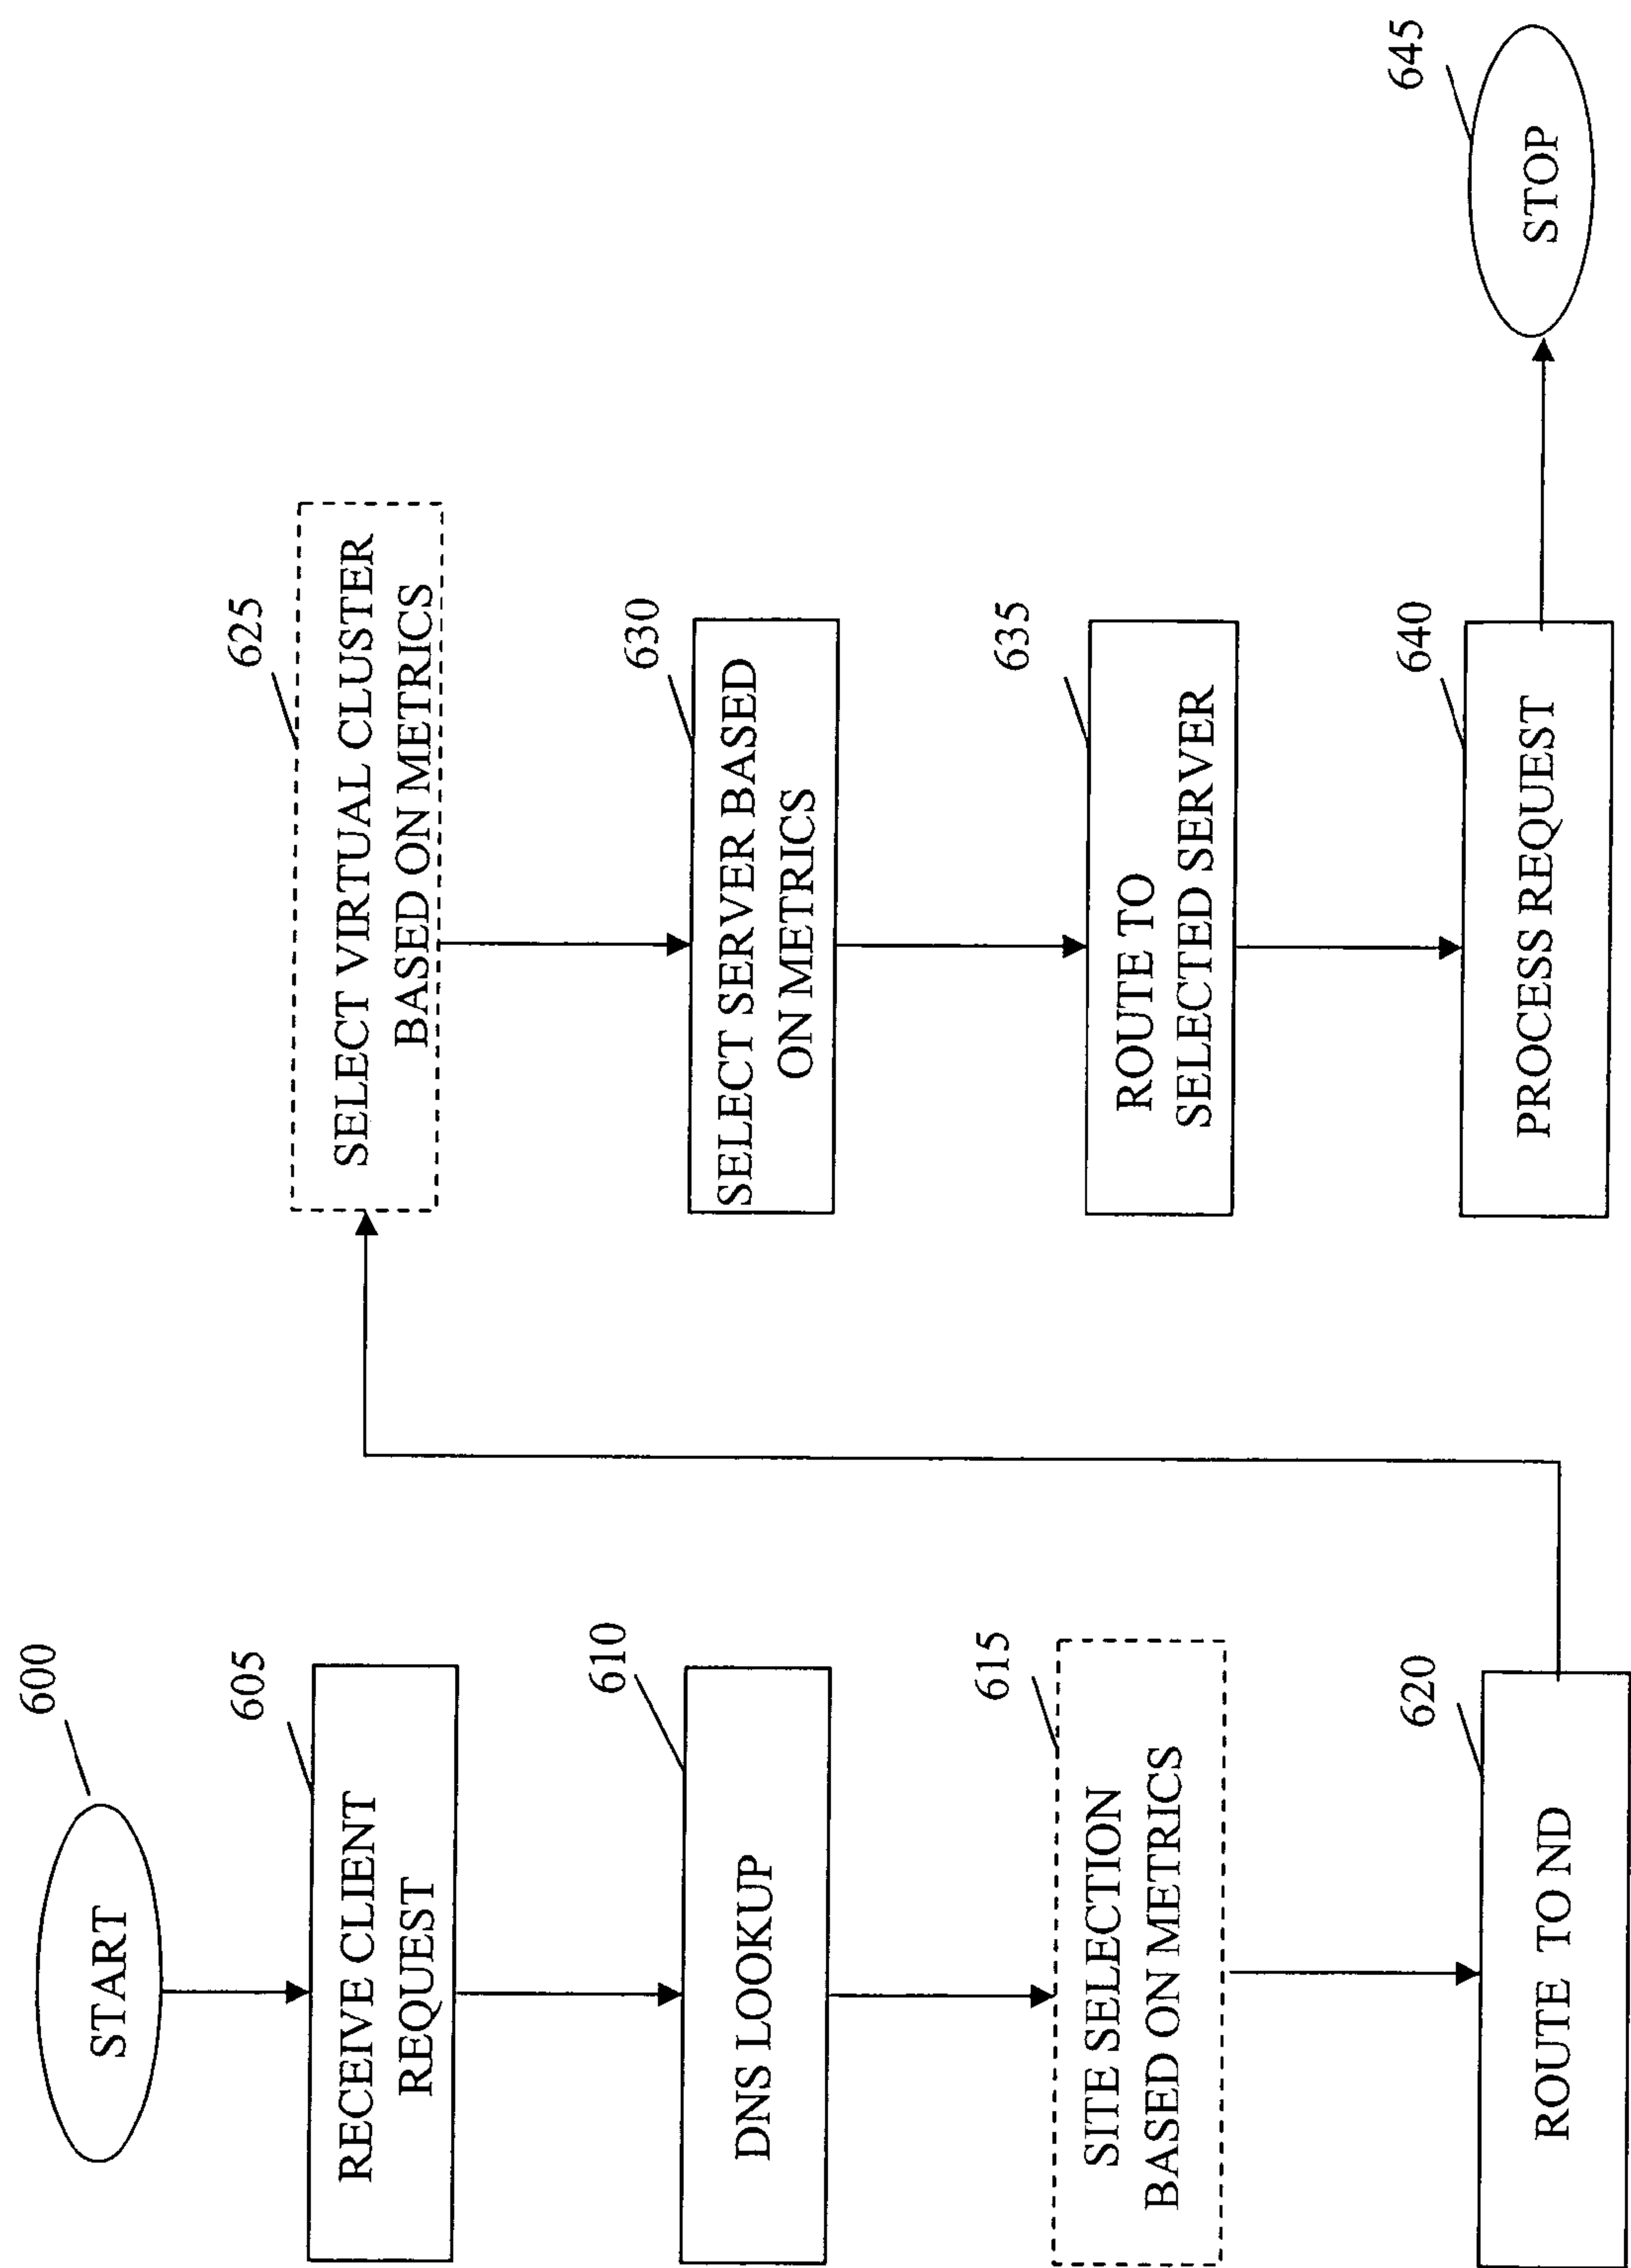 600
START
605
RECEIVE CLIENT
REQUEST
610
DNS LOOKUP
615
SITE SELECTION
BASED ON METRICS
620
ROUTE TO ND
625
SELECT VIRTUAL CLUSTER
BASED ON METRICS
630
SELECT SERVER BASED
ON METRICS
635
ROUTE TO
SELECTED SERVER
640
PROCESS REQUEST
645
STOP